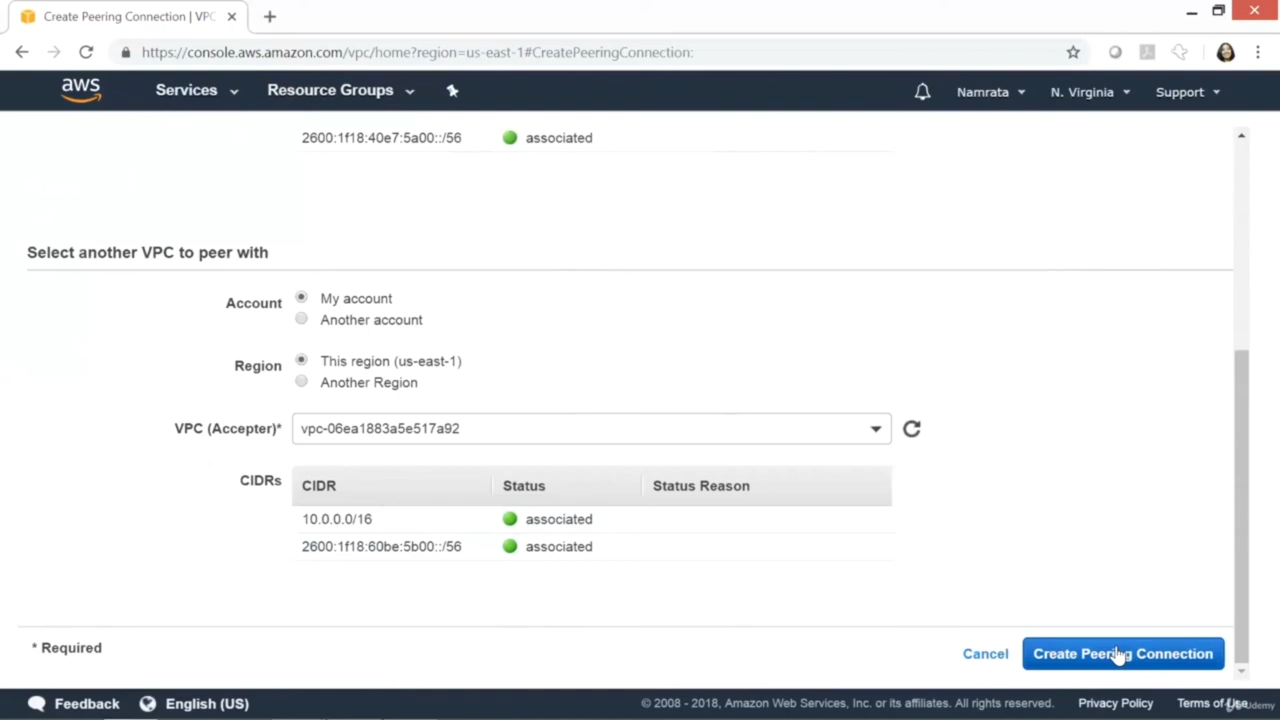 Create Peering Connection | VPC
https://console.aws.amazon.com/vpc/home?region=us-east-1#CreatePeeringConnection:
aws Services Resource Groups Namrata N. Virginia Support
2600:1f18:40e7:5a00::/56 associated
Select another VPC to peer with
Account My account
Another account
Region This region (us-east-1)
Another Region
VPC (Accepter)* vpc-06ea1883a5e517a92
CIDRs CIDR Status Status Reason
10.0.0.0/16 associated
2600:1f18:60be:5b00::/56 associated
* Required Cancel Create Peering Connection
Feedback English (US) © 2008 - 2018, Amazon Web Services, Inc. or its affiliates. All rights reserved. Privacy Policy Terms of Use Udemy